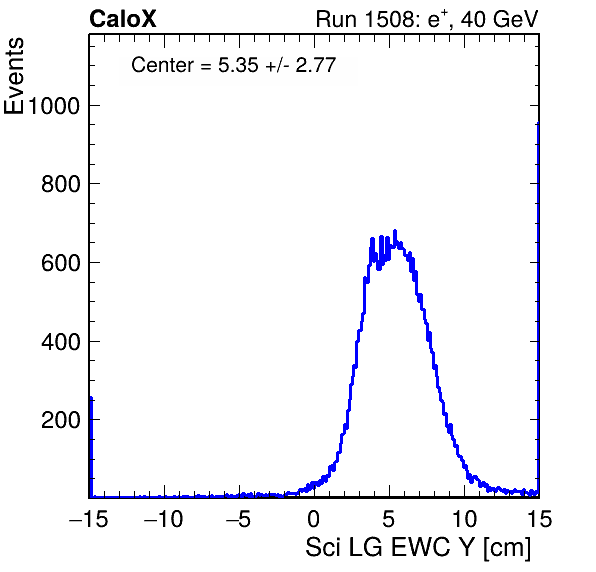 CaloX Run 1508: e⁺, 40 GeV
Center = 5.35 +/- 2.77
Events
1000
800
600
400
200
−15 −10 −5 0 5 10 15
Sci LG EWC Y [cm]